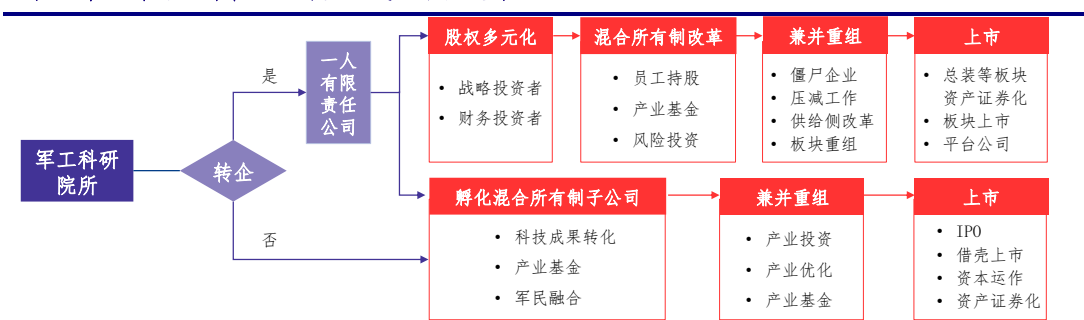 军工科研
院所
转企
是
否
一人
有限
责任
公司
股权多元化
• 战略投资者
• 财务投资者
混合所有制改革
• 员工持股
• 产业基金
• 风险投资
兼并重组
• 僵尸企业
• 压减工作
• 供给侧改革
• 板块重组
上市
• 总装等板块
资产证券化
• 板块上市
• 平台公司
孵化混合所有制子公司
• 科技成果转化
• 产业基金
• 军民融合
兼并重组
• 产业投资
• 产业优化
• 产业基金
上市
• IPO
• 借壳上市
• 资本运作
• 资产证券化